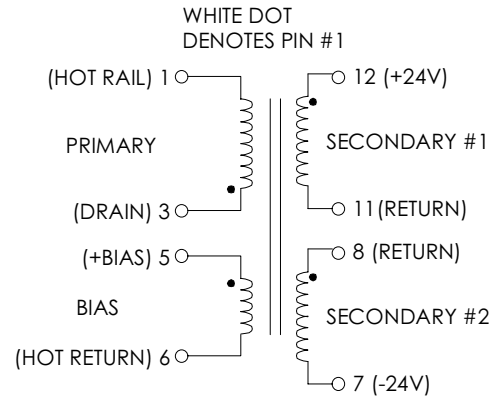 WHITE DOT
DENOTES PIN #1
(HOT RAIL) 1
12 (+24V)
PRIMARY
SECONDARY #1
(DRAIN) 3
11(RETURN)
(+BIAS) 5
8 (RETURN)
BIAS
SECONDARY #2
(HOT RETURN) 6
7 (-24V)